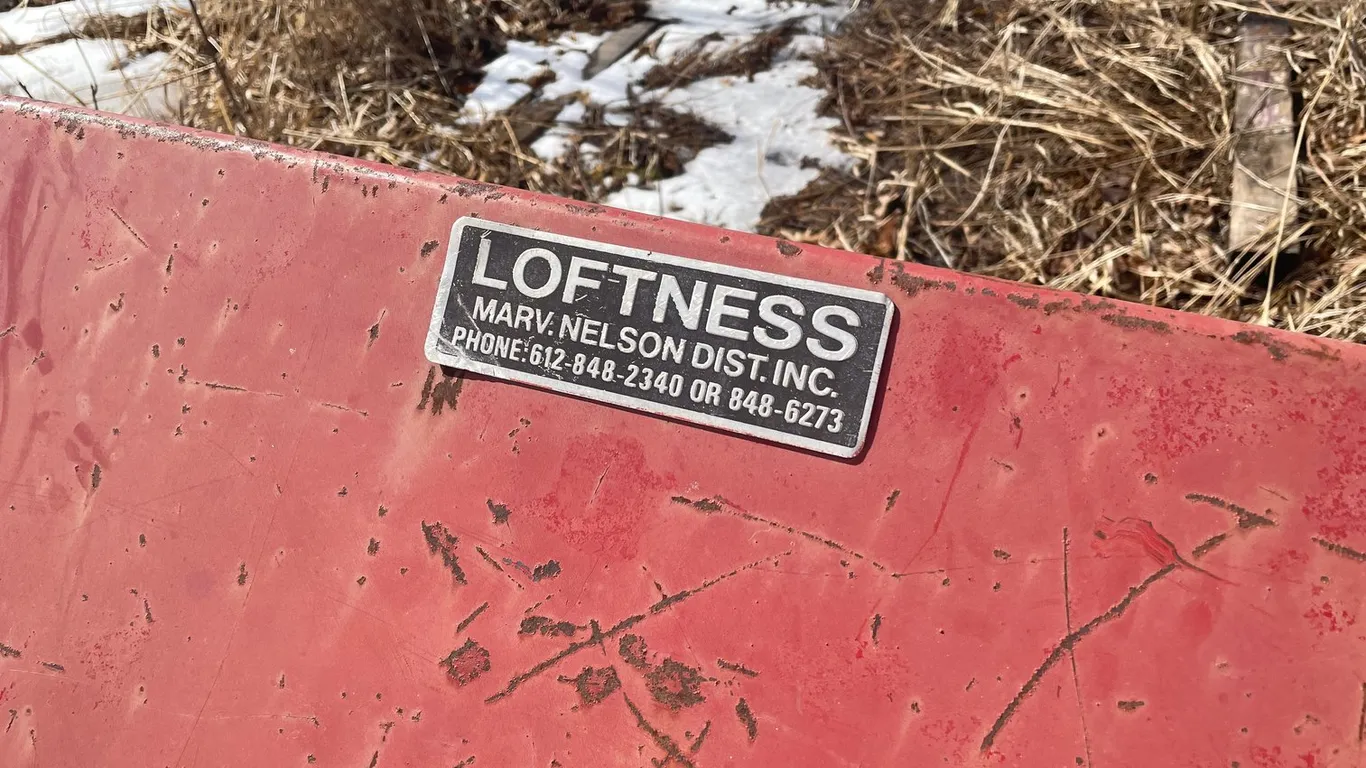 LOFTNESS
MARV. NELSON DIST. INC.
PHONE: 612-848-2340 OR 848-6273